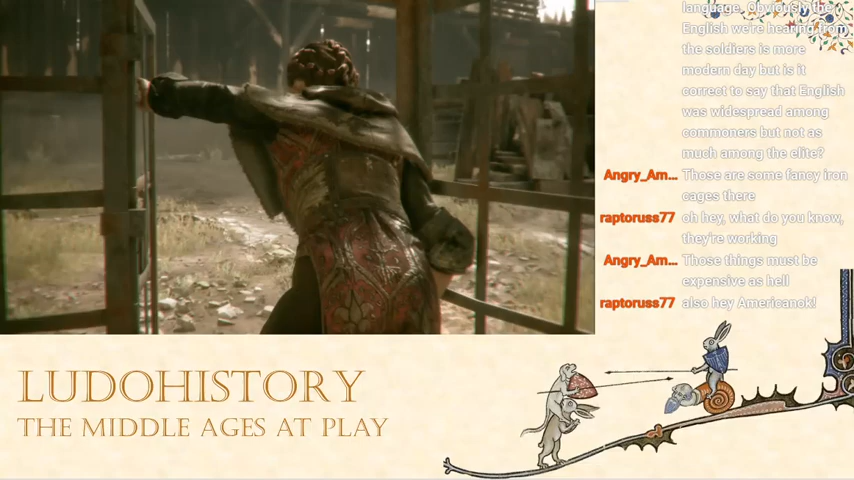 language. Obviously the
English we're hearing from
the soldiers is more
modern day but is it
correct to say that English
was widespread among
commoners but not as
much among the elite?
Angry_Am... Those are some fancy iron
cages there
raptoruss77 oh hey, what do you know,
they're working
Angry_Am... Those things must be
expensive as hell
raptoruss77 also hey Americanok!
LUDOHISTORY
THE MIDDLE AGES AT PLAY